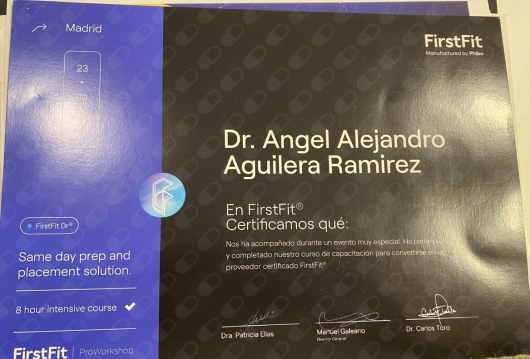 Madrid
23
FirstFit Dr®
Same day prep and
placement solution.
8 hour intensive course
FirstFit | ProWorkshop
FirstFit
Manufactured by Phibo
Dr. Angel Alejandro
Aguilera Ramirez
En FirstFit®
Certificamos qué:
Nos ha acompañado durante un evento muy especial. Ha
y completado nuestro curso de capacitación para convertirse en
proveedor certificado FirstFit®
Dra. Patricia Elías
Manuel Galeano
Director General
Dr. Carlos Toro